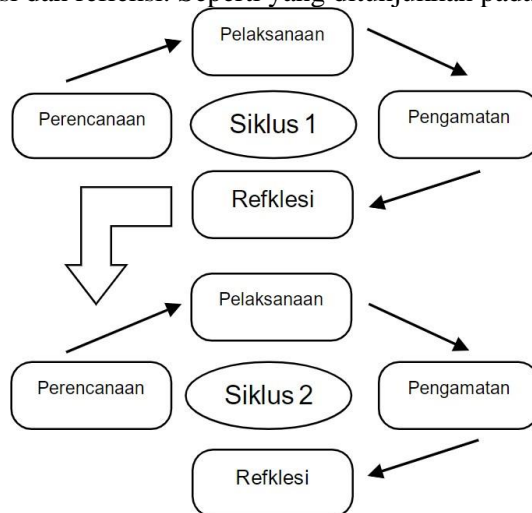 si dan refleksi. Seperti yang ditunjukkan pada
Pelaksanaan
Perencanaan
Siklus 1
Pengamatan
Refklesi
Pelaksanaan
Perencanaan
Siklus 2
Pengamatan
Refklesi